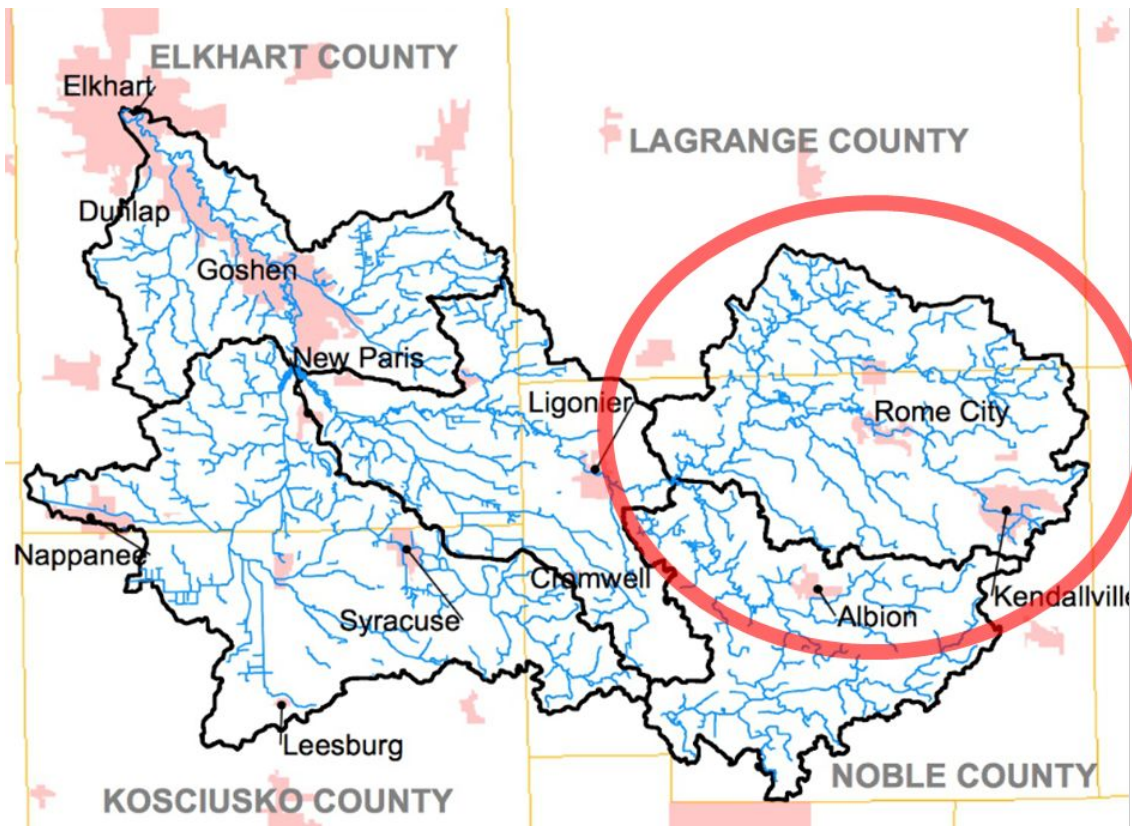 ELKHART COUNTY
Elkhart
LAGRANGE COUNTY
Dunlap
Goshen
New Paris
Ligonier
Rome City
Nappanee
Cromwell
Kendallville
Syracuse
Albion
Leesburg
NOBLE COUNTY
KOSCIUSKO COUNTY